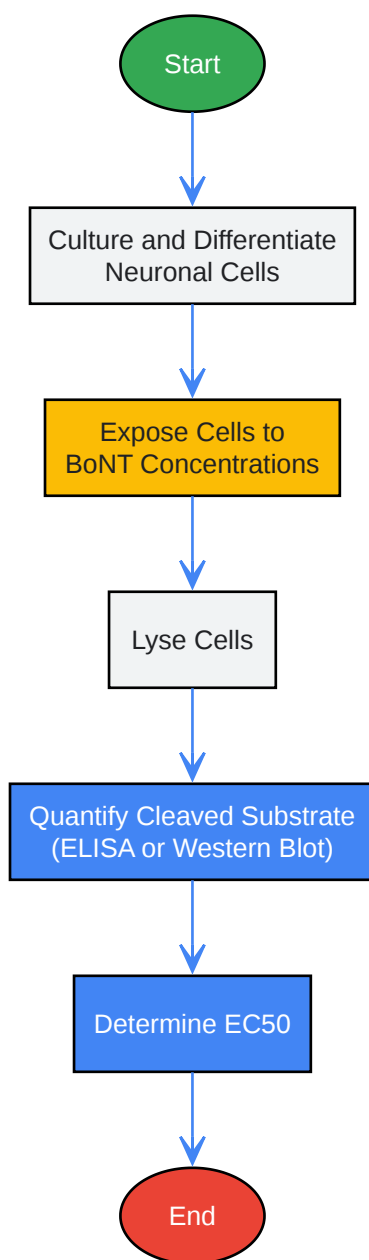 Start
Culture and Differentiate
Neuronal Cells
Expose Cells to
BoNT Concentrations
Lyse Cells
Quantify Cleaved Substrate
(ELISA or Western Blot)
Determine EC50
End